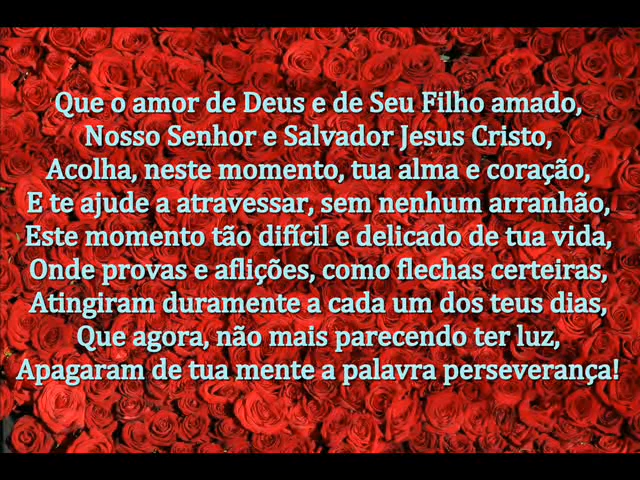 Que o amor de Deus e de Seu Filho amado,
Nosso Senhor e Salvador Jesus Cristo,
Acolha, neste momento, tua alma e coração,
E te ajude a atravessar, sem nenhum arranhão,
Este momento tão difícil e delicado de tua vida,
Onde provas e aflições, como flechas certeiras,
Atingiram duramente a cada um dos teus dias,
Que agora, não mais parecendo ter luz,
Apagaram de tua mente a palavra perseverança!